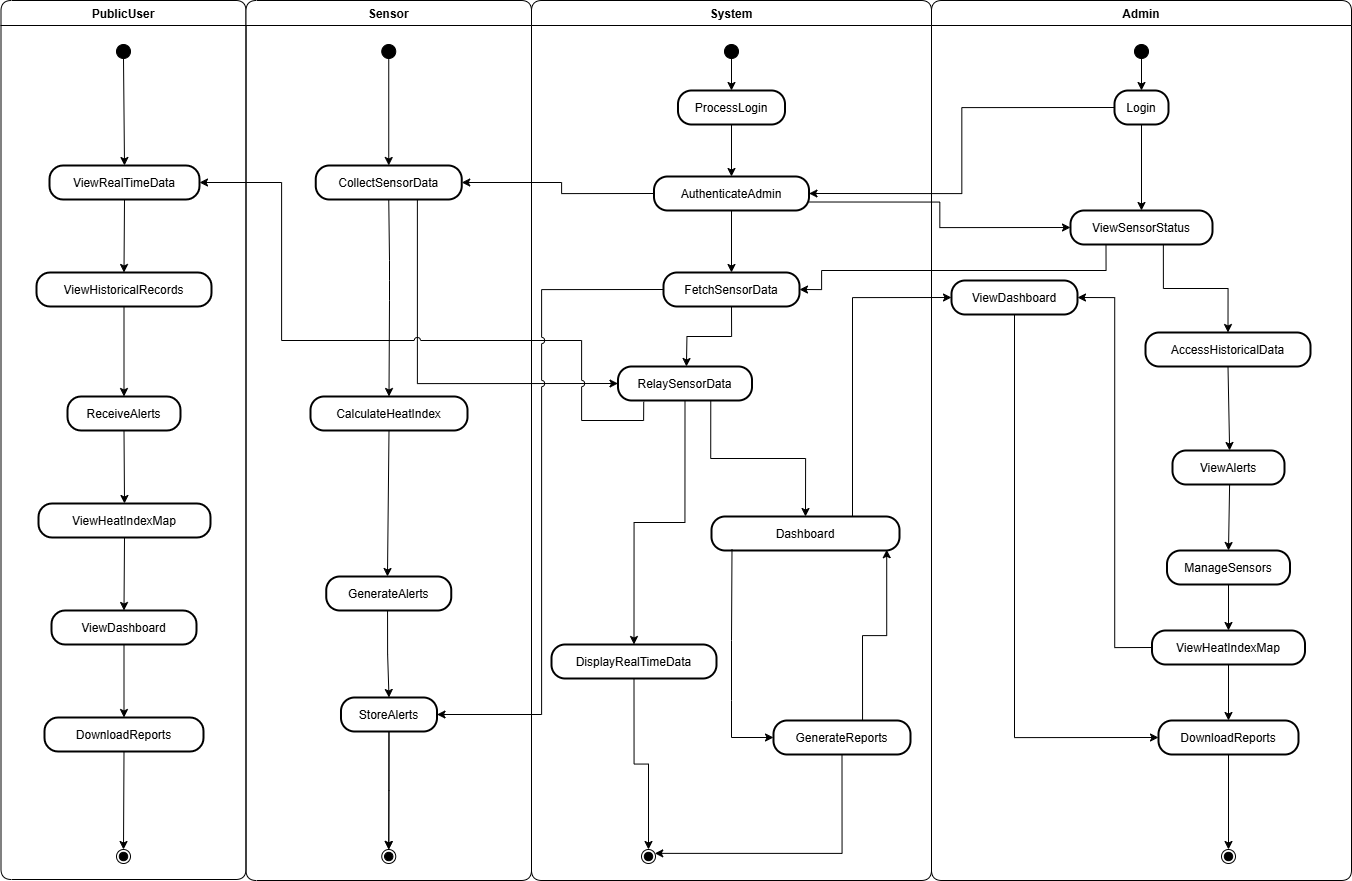 PublicUser
Sensor
System
Admin
ProcessLogin
Login
ViewRealTimeData
CollectSensorData
AuthenticateAdmin
ViewSensorStatus
ViewHistoricalRecords
FetchSensorData
ViewDashboard
AccessHistoricalData
RelaySensorData
ReceiveAlerts
CalculateHeatIndex
ViewAlerts
ViewHeatIndexMap
Dashboard
ManageSensors
GenerateAlerts
ViewDashboard
ViewHeatIndexMap
DisplayRealTimeData
StoreAlerts
DownloadReports
GenerateReports
DownloadReports